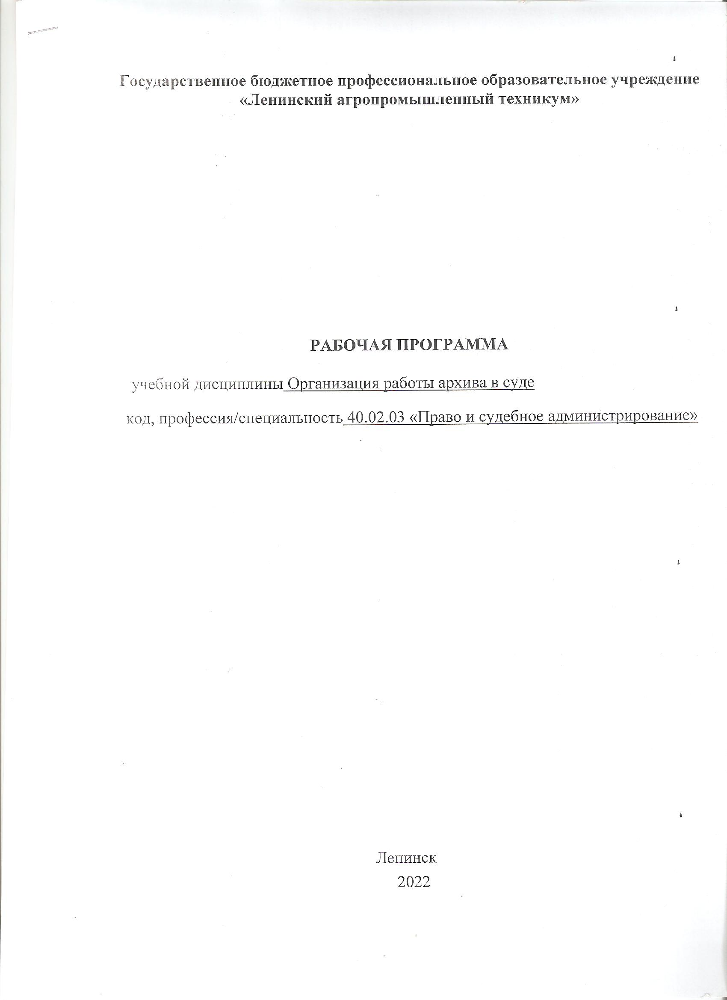 Государственное бюджетное профессиональное образовательное учреждение
«Ленинский агропромышленный техникум»
РАБОЧАЯ ПРОГРАММА
учебной дисциплины Организация работы архива в суде
код, профессия/специальность 40.02.03 «Право и судебное администрирование»
Ленинск
2022